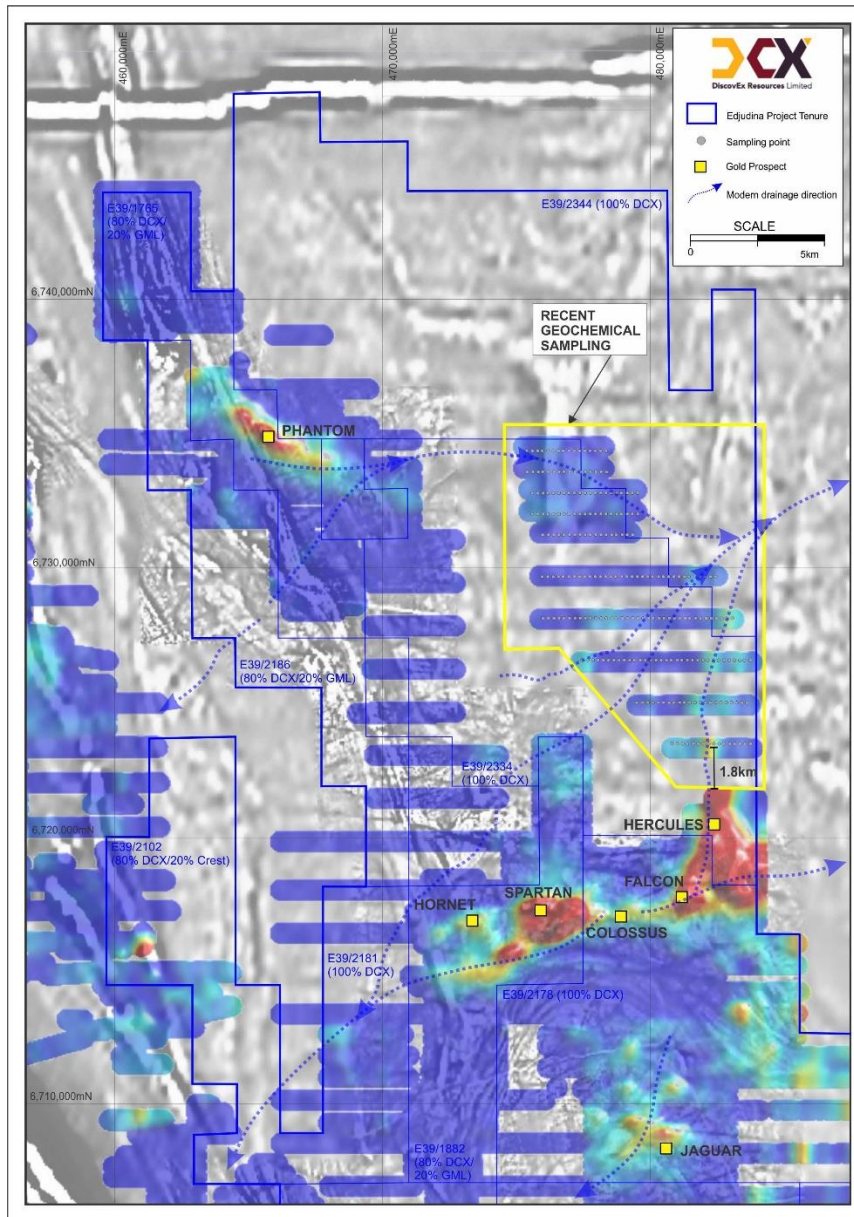 460,000mE
470,000mE
480,000mE
DCX
DiscovEx Resources Limited
Edjudina Project Tenure
Sampling point
Gold Prospect
Modern drainage direction
SCALE
0
5km
E39/1765
(80% DCX/
20% GML)
E39/2344 (100% DCX)
6,740,000mN
RECENT
GEOCHEMICAL
SAMPLING
PHANTOM
6,730,000mN
E39/2186
(80% DCX/20% GML)
E39/2334
(100% DCX)
1.8km
6,720,000mN
HERCULES
E39/2102
(80% DCX/20% Crest)
FALCON
SPARTAN
HORNET
COLOSSUS
E39/2181
(100% DCX)
E39/2178 (100% DCX)
6,710,000mN
E39/1882
(80% DCX/
20% GML)
JAGUAR